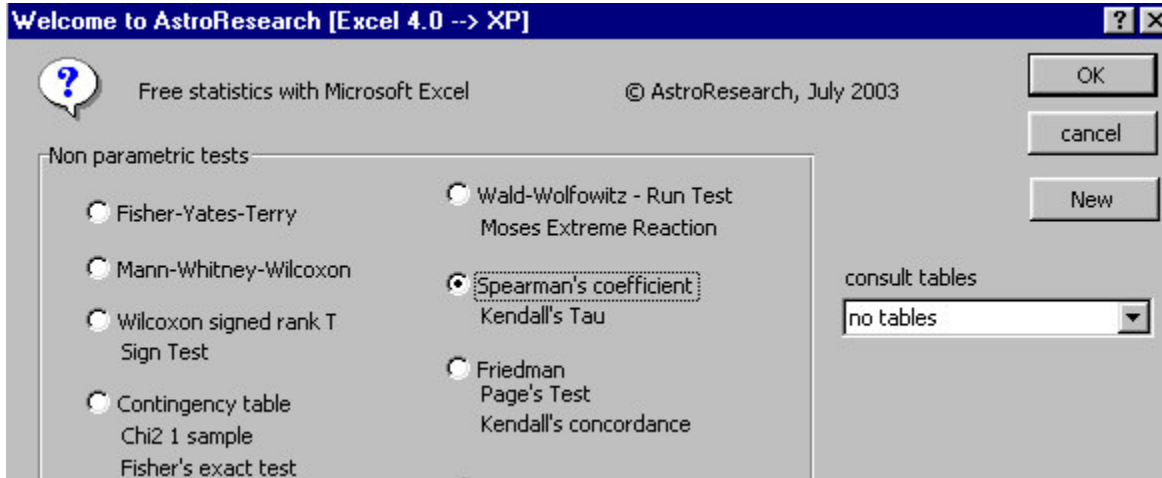 Welcome to AstroResearch [Excel 4.0 --> XP]
?
Free statistics with Microsoft Excel
© AstroResearch, July 2003
OK
cancel
New
Non parametric tests
Fisher-Yates-Terry
Mann-Whitney-Wilcoxon
Wilcoxon signed rank T
Sign Test
Contingency table
Chi2 1 sample
Fisher's exact test
Wald-Wolfowitz - Run Test
Moses Extreme Reaction
Spearman's coefficient
Kendall's Tau
Friedman
Page's Test
Kendall's concordance
consult tables
no tables